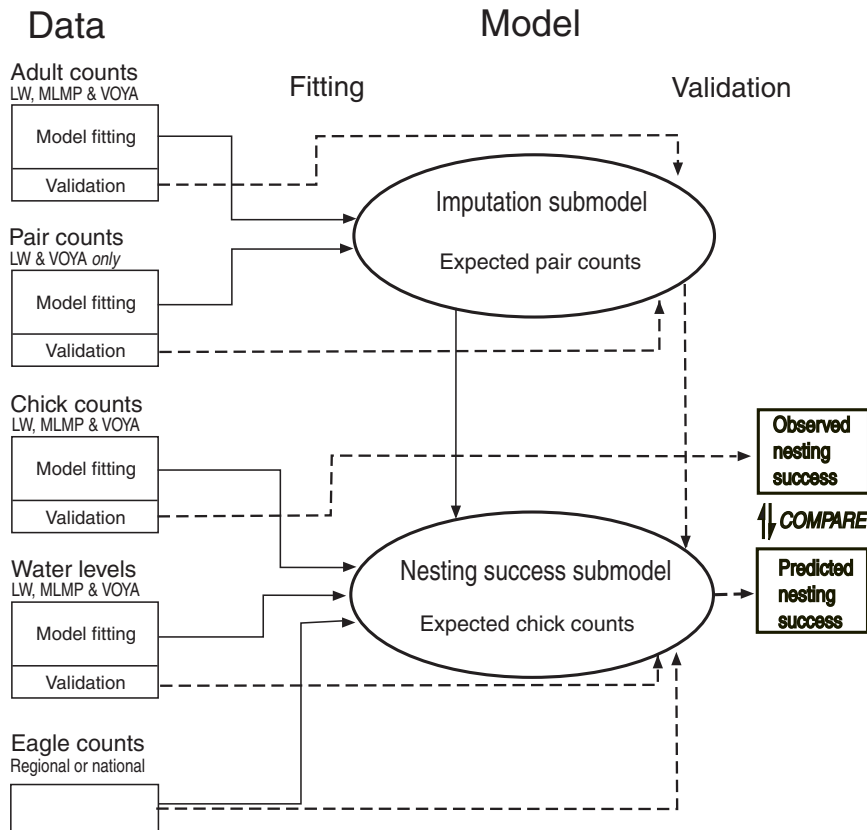 Data
Model
Fitting
Validation
Adult counts
LW, MLMP & VOYA
Model fitting
Validation
Pair counts
LW & VOYA only
Model fitting
Validation
Chick counts
LW, MLMP & VOYA
Model fitting
Validation
Water levels
LW, MLMP & VOYA
Model fitting
Validation
Eagle counts
Regional or national
Imputation submodel
Expected pair counts
Nesting success submodel
Expected chick counts
Observed
nesting
success
COMPARE
Predicted
nesting
success